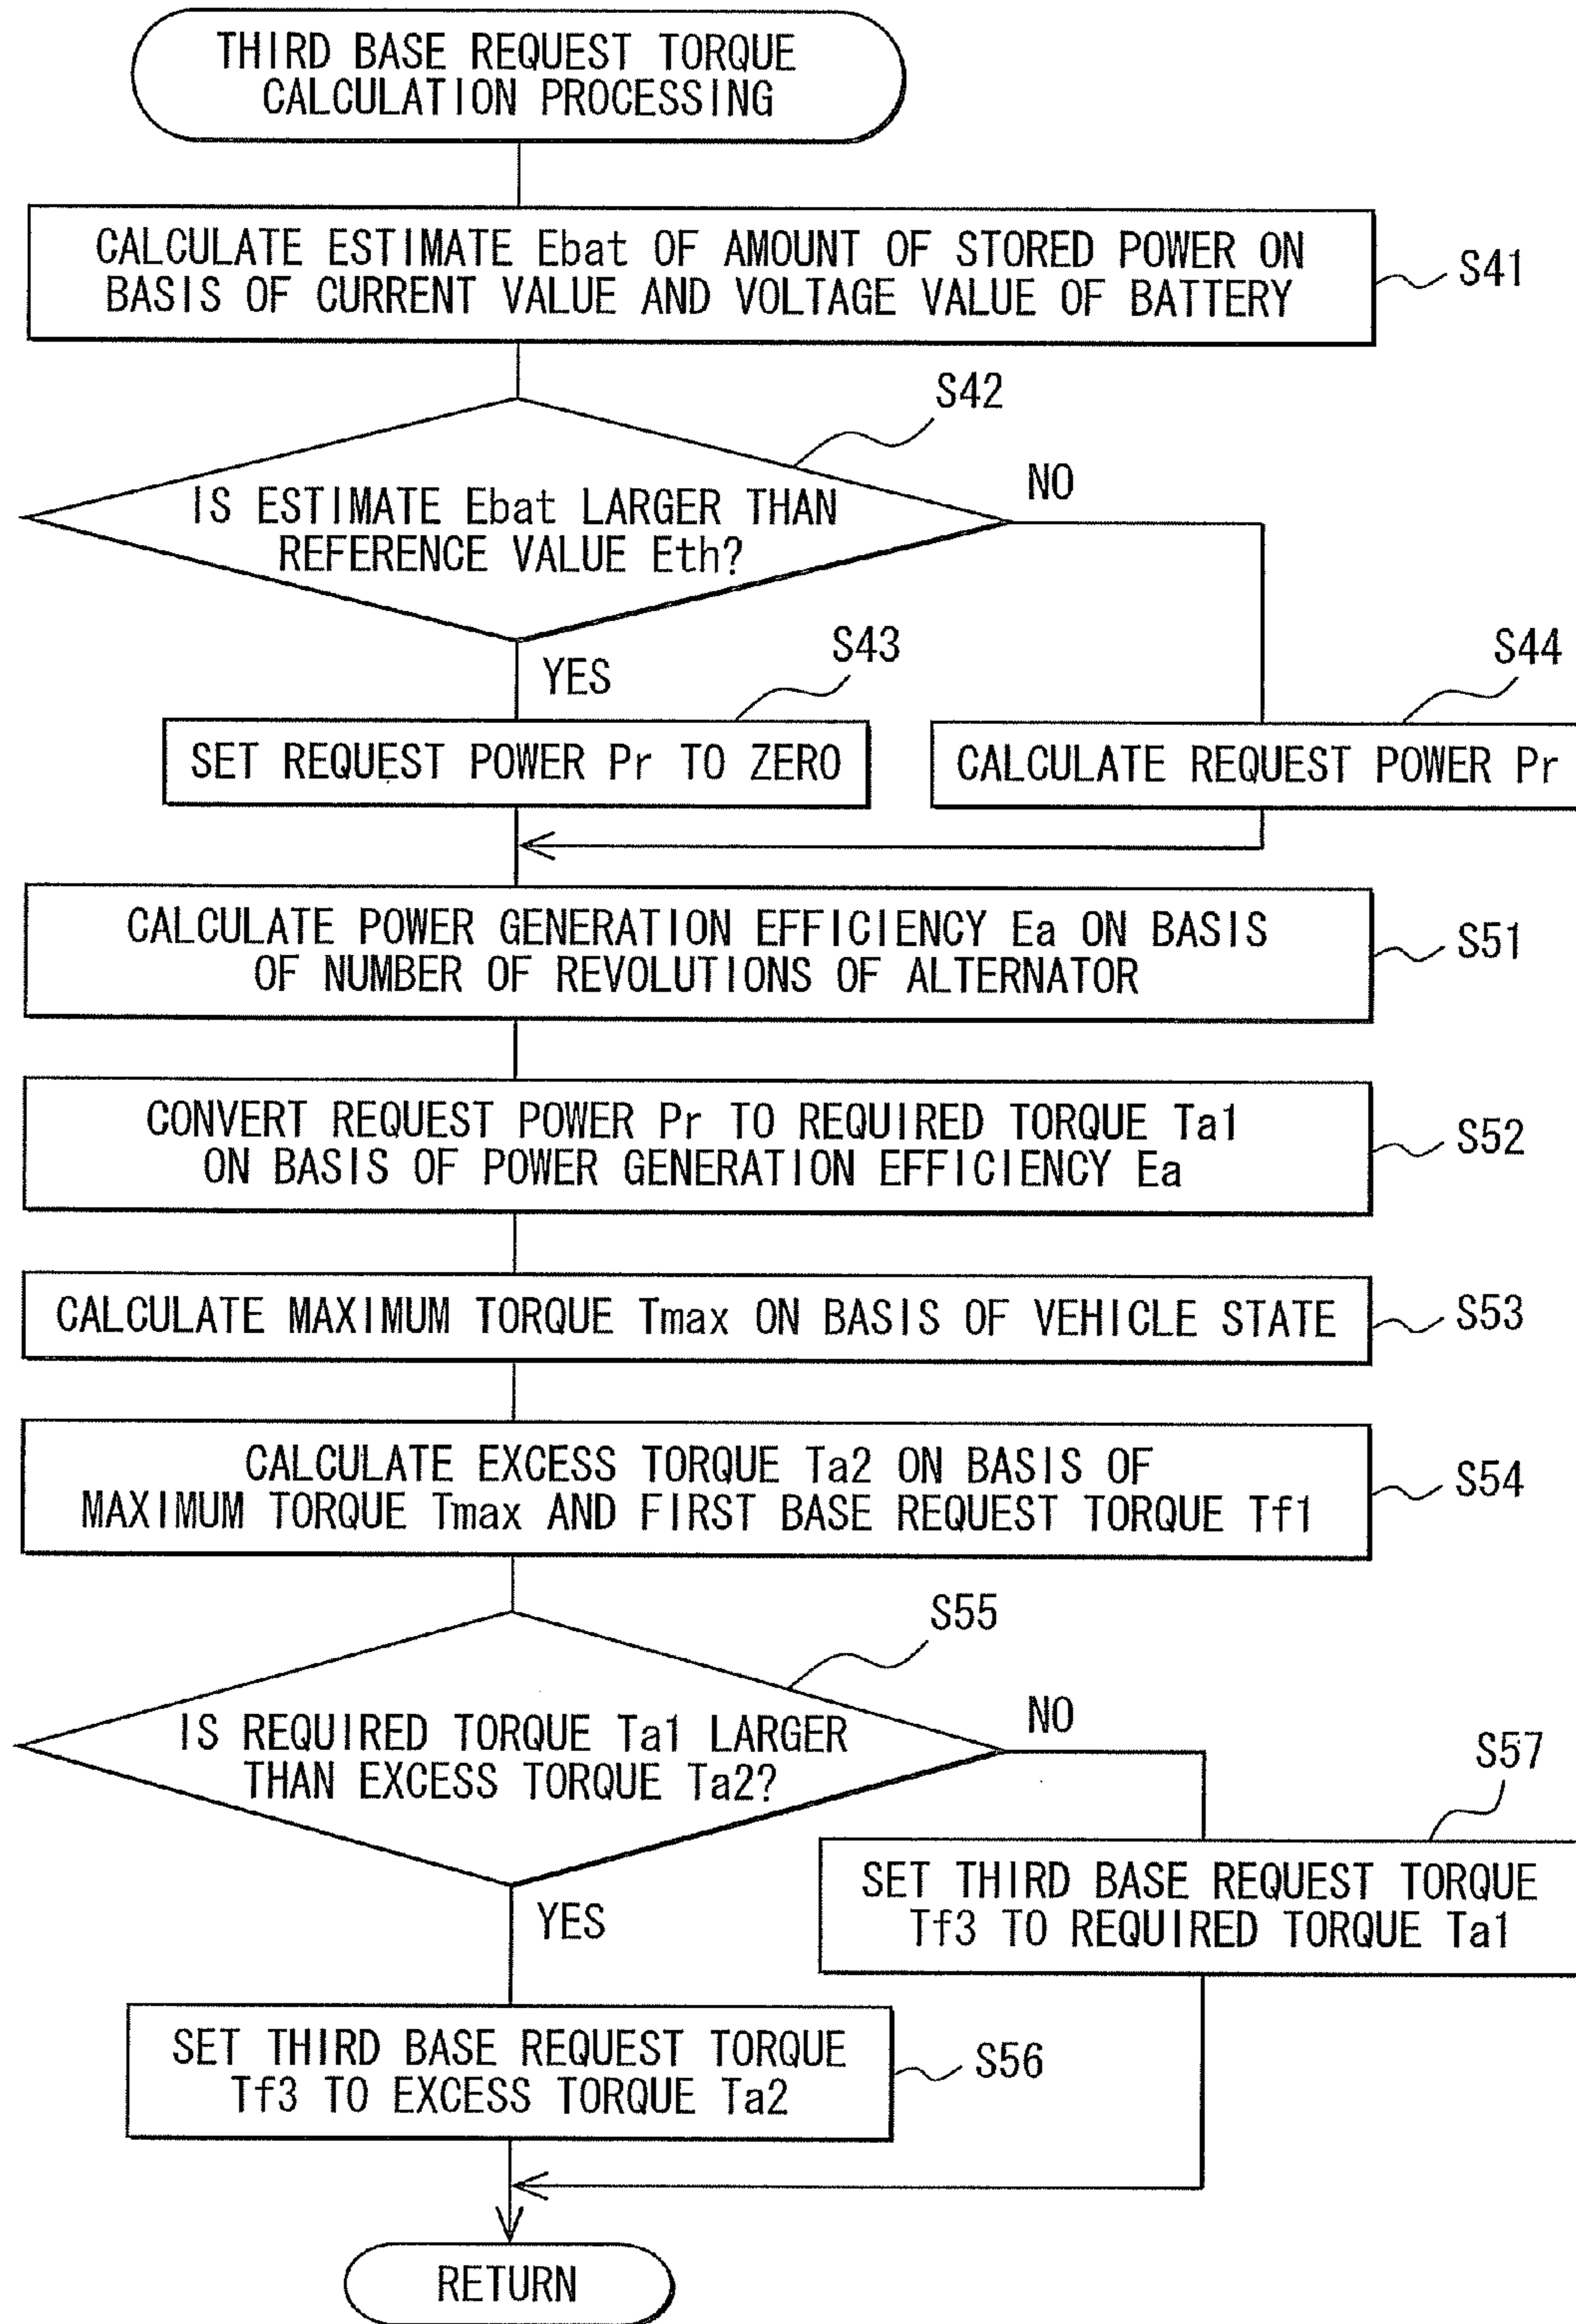 THIRD BASE REQUEST TORQUE
CALCULATION PROCESSING
CALCULATE ESTIMATE Ebat OF AMOUNT OF STORED POWER ON
BASIS OF CURRENT VALUE AND VOLTAGE VALUE OF BATTERY
S41
S42
IS ESTIMATE Ebat LARGER THAN
REFERENCE VALUE Eth?
NO
YES
S43
S44
SET REQUEST POWER Pr TO ZERO
CALCULATE REQUEST POWER Pr
CALCULATE POWER GENERATION EFFICIENCY Ea ON BASIS
OF NUMBER OF REVOLUTIONS OF ALTERNATOR
S51
CONVERT REQUEST POWER Pr TO REQUIRED TORQUE Ta1
ON BASIS OF POWER GENERATION EFFICIENCY Ea
S52
CALCULATE MAXIMUM TORQUE Tmax ON BASIS OF VEHICLE STATE
S53
CALCULATE EXCESS TORQUE Ta2 ON BASIS OF
MAXIMUM TORQUE Tmax AND FIRST BASE REQUEST TORQUE Tf1
S54
S55
IS REQUIRED TORQUE Ta1 LARGER
THAN EXCESS TORQUE Ta2?
NO
S57
SET THIRD BASE REQUEST TORQUE
Tf3 TO REQUIRED TORQUE Ta1
YES
SET THIRD BASE REQUEST TORQUE
Tf3 TO EXCESS TORQUE Ta2
S56
RETURN